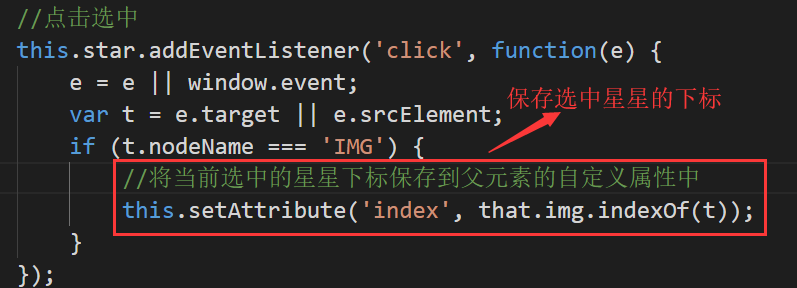 //点击选中
this.star.addEventListener('click', function(e) {
e = e || window.event;
var t = e.target || e.srcElement;
保存选中星星的下标
if (t.nodeName === 'IMG') {
//将当前选中的星星下标保存到父元素的自定义属性中
this.setAttribute('index', that.img.indexOf(t));
}
});